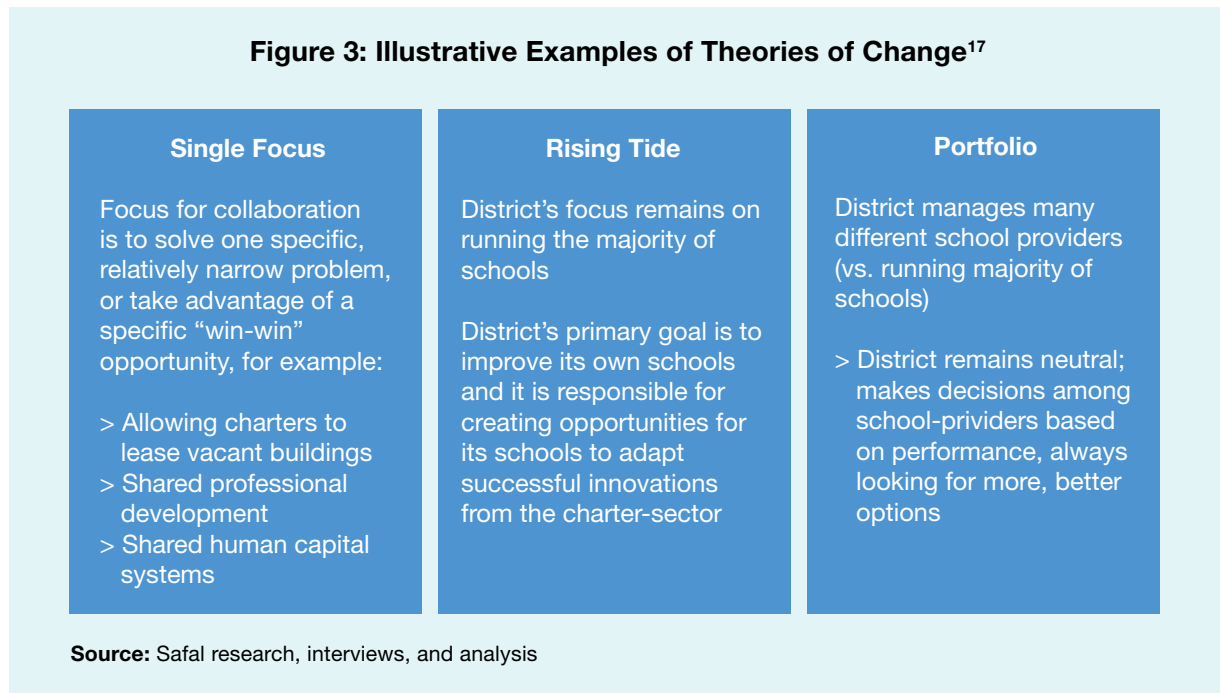 Figure 3: Illustrative Examples of Theories of Change17
Single Focus
Focus for collaboration
is to solve one specific,
relatively narrow problem,
or take advantage of a
specific “win-win”
opportunity, for example:
> Allowing charters to
lease vacant buildings
> Shared professional
development
> Shared human capital
systems
Rising Tide
District’s focus remains on
running the majority of
schools
District’s primary goal is to
improve its own schools
and it is responsible for
creating opportunities for
its schools to adapt
successful innovations
from the charter-sector
Portfolio
District manages many
different school providers
(vs. running majority of
schools)
> District remains neutral;
makes decisions among
school-prividers based
on performance, always
looking for more, better
options
Source: Safal research, interviews, and analysis